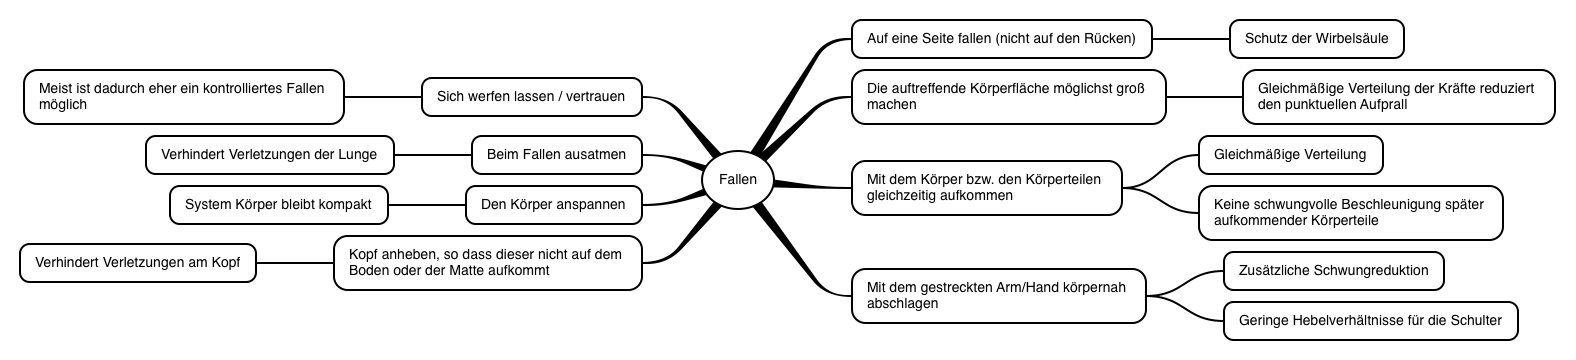 Fallen
Auf eine Seite fallen (nicht auf den Rücken)
Schutz der Wirbelsäule
Die auftreffende Körperfläche möglichst groß
machen
Gleichmäßige Verteilung der Kräfte reduziert
den punktuellen Aufprall
Mit dem Körper bzw. den Körperteilen
gleichzeitig aufkommen
Gleichmäßige Verteilung
Keine schwungvolle Beschleunigung später
aufkommender Körperteile
Mit dem gestreckten Arm/Hand körpernah
abschlagen
Zusätzliche Schwungreduktion
Geringe Hebelverhältnisse für die Schulter
Sich werfen lassen / vertrauen
Meist ist dadurch eher ein kontrolliertes Fallen
möglich
Beim Fallen ausatmen
Verhindert Verletzungen der Lunge
Den Körper anspannen
System Körper bleibt kompakt
Kopf anheben, so dass dieser nicht auf dem
Boden oder der Matte aufkommt
Verhindert Verletzungen am Kopf